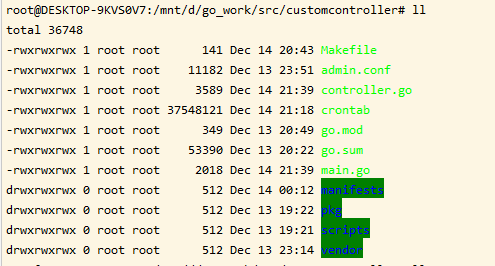 root@DESKTOP-9KVS0V7:/mnt/d/go_work/src/customcontroller# ll
total 36748
-rwxrwxrwx 1 root root 141 Dec 14 20:43 Makefile
-rwxrwxrwx 1 root root 11182 Dec 13 23:51 admin.conf
-rwxrwxrwx 1 root root 3589 Dec 14 21:39 controller.go
-rwxrwxrwx 1 root root 37548121 Dec 14 21:18 crontab
-rwxrwxrwx 1 root root 349 Dec 13 20:49 go.mod
-rwxrwxrwx 1 root root 53390 Dec 13 20:22 go.sum
-rwxrwxrwx 1 root root 2018 Dec 14 21:39 main.go
drwxrwxrwx 0 root root 512 Dec 14 00:12 manifests
drwxrwxrwx 0 root root 512 Dec 13 19:22 pkg
drwxrwxrwx 0 root root 512 Dec 13 19:21 scripts
drwxrwxrwx 0 root root 512 Dec 13 23:14 vendor